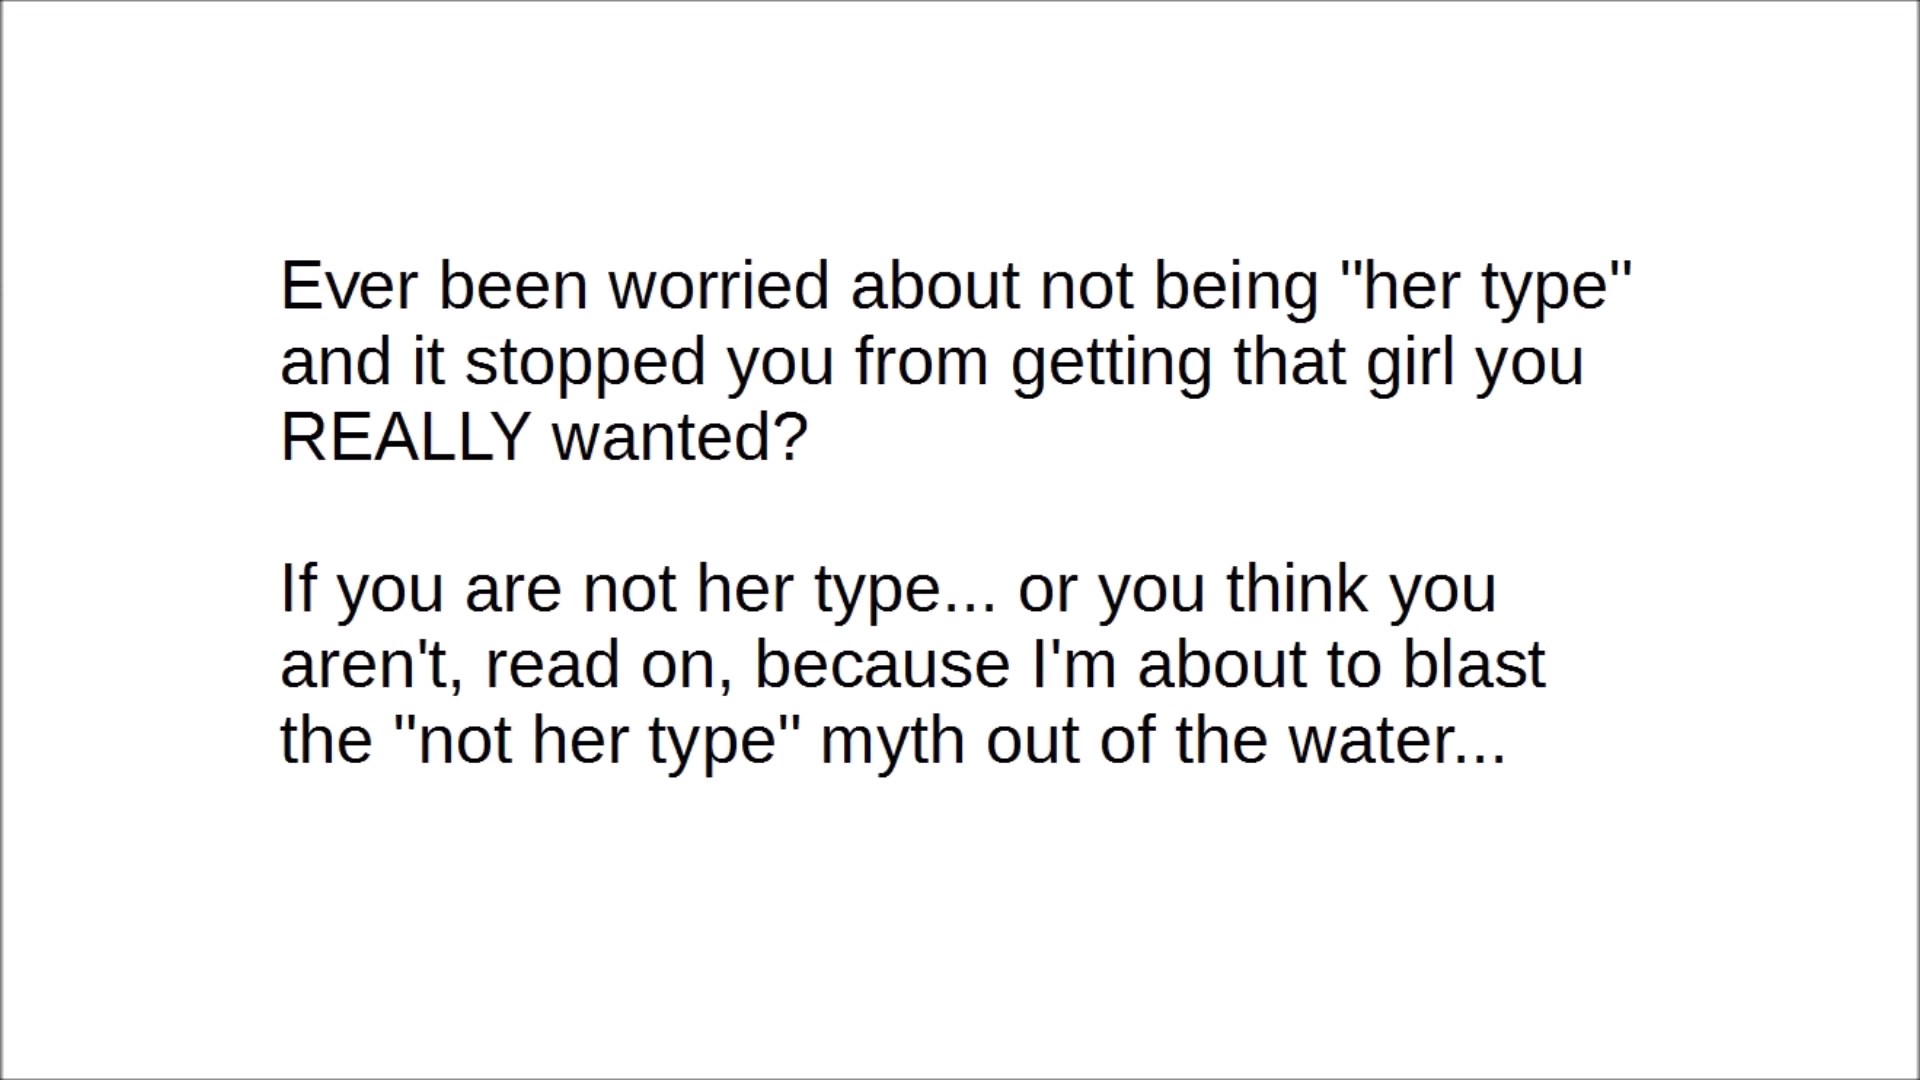 Ever been worried about not being "her type"
and it stopped you from getting that girl you
REALLY wanted?
If you are not her type... or you think you
aren't, read on, because I'm about to blast
the "not her type" myth out of the water...